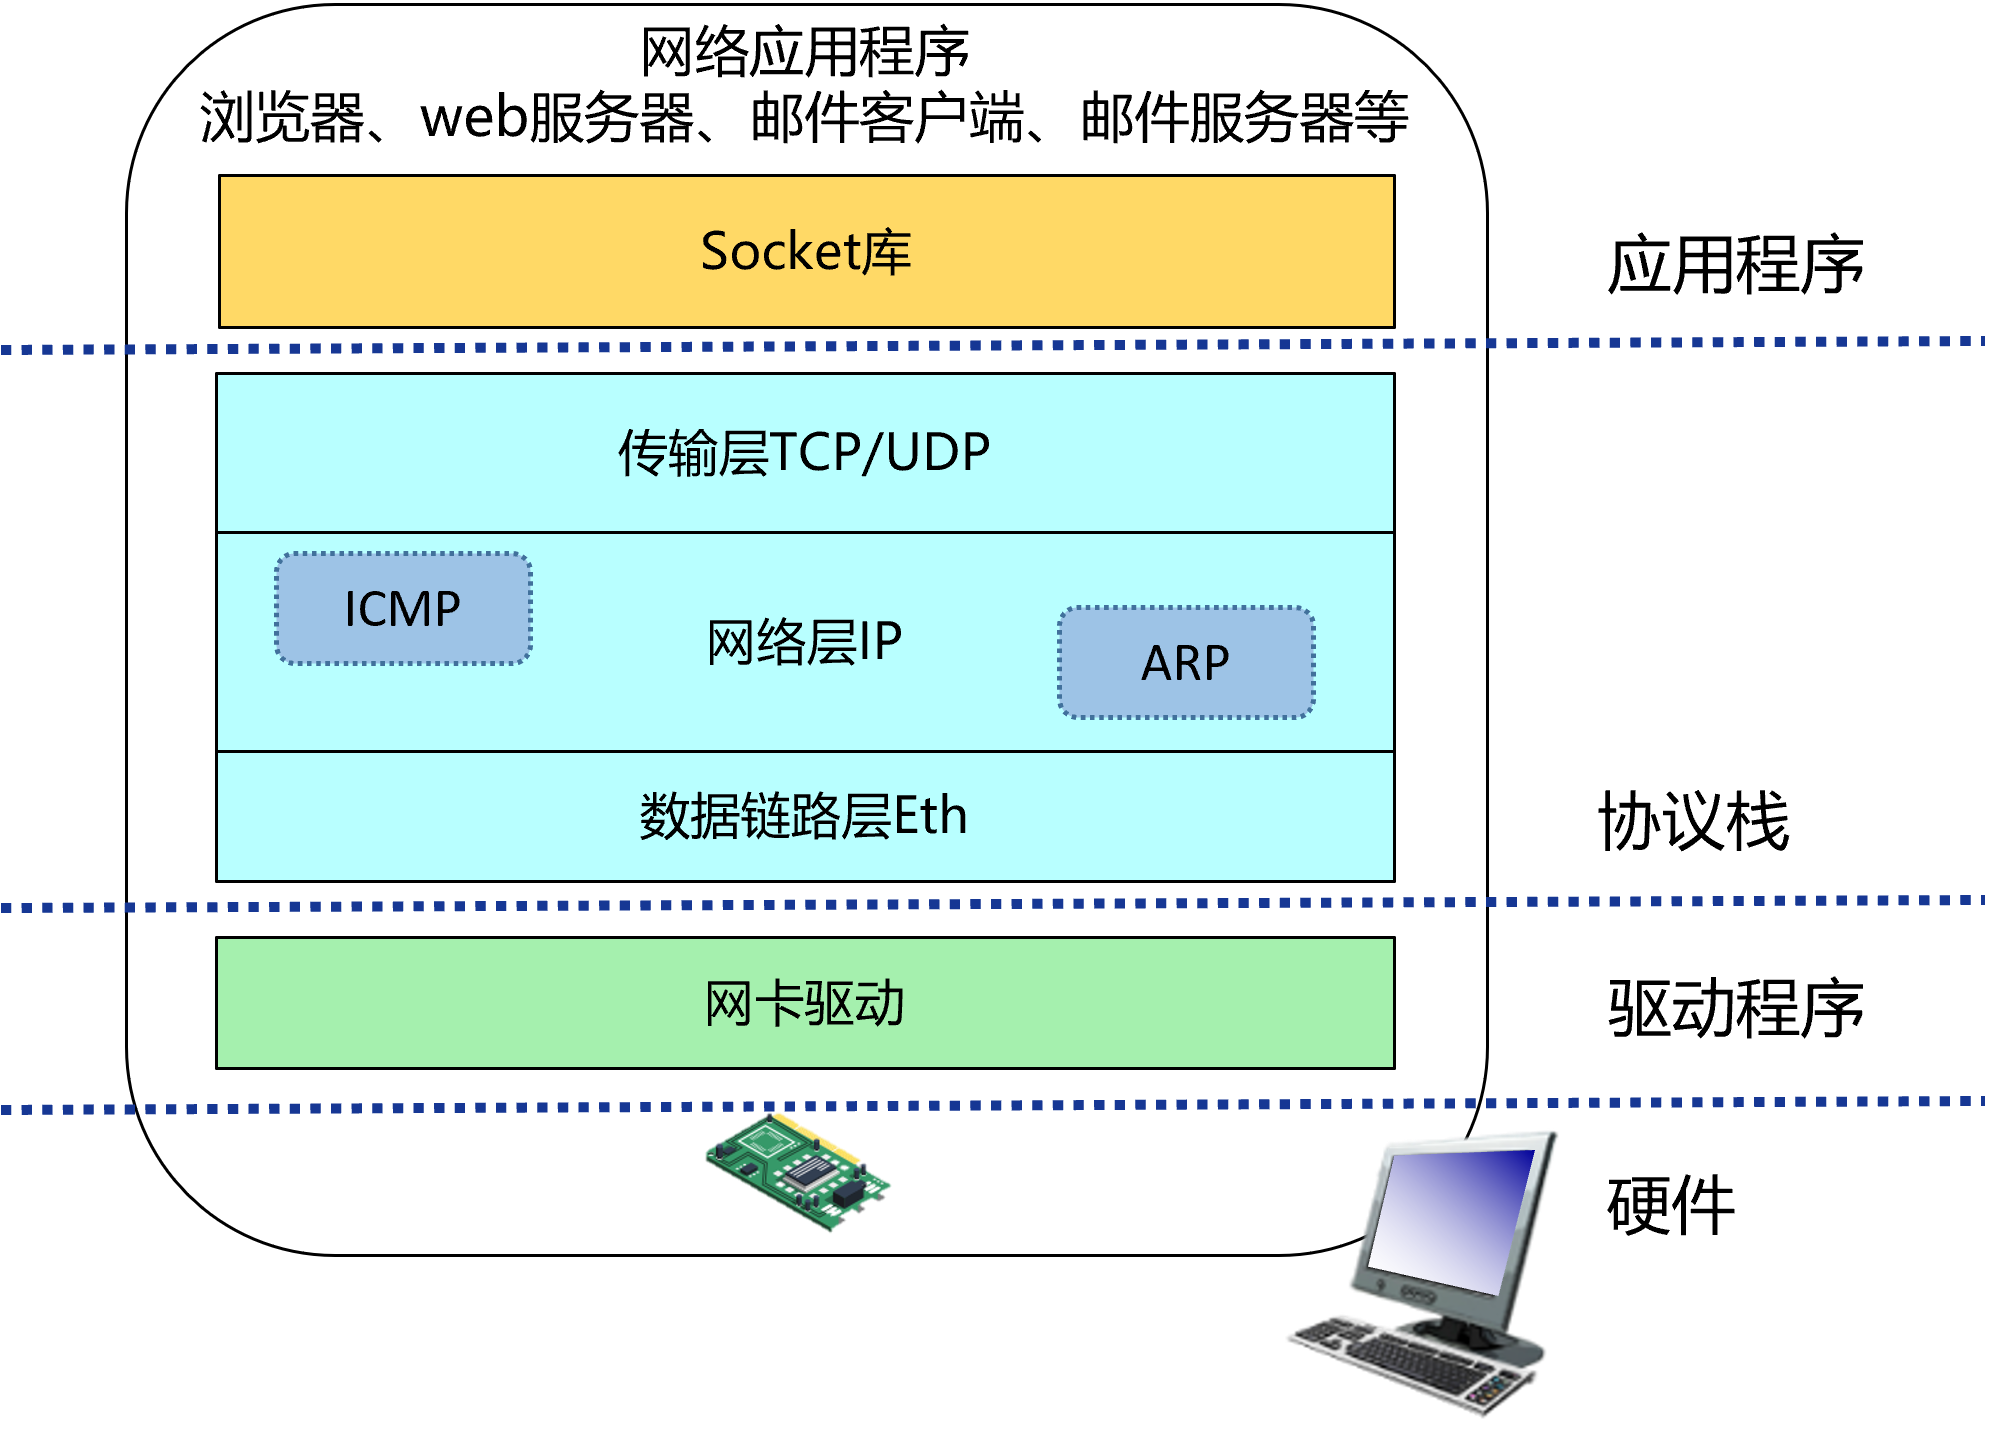 网络应用程序
浏览器、web服务器、邮件客户端、邮件服务器等
Socket库
应用程序
传输层TCP/UDP
ICMP
网络层IP
ARP
数据链路层Eth
协议栈
网卡驱动
驱动程序
硬件